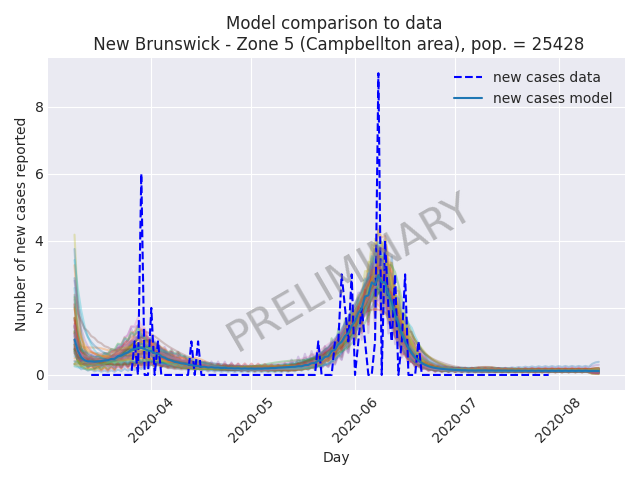 Model comparison to data
New Brunswick - Zone 5 (Campbellton area), pop. = 25428
new cases data
new cases model
Number of new cases reported
8
6
4
2
0
PRELIMINARY
2020-04
2020-05
2020-06
2020-07
2020-08
Day